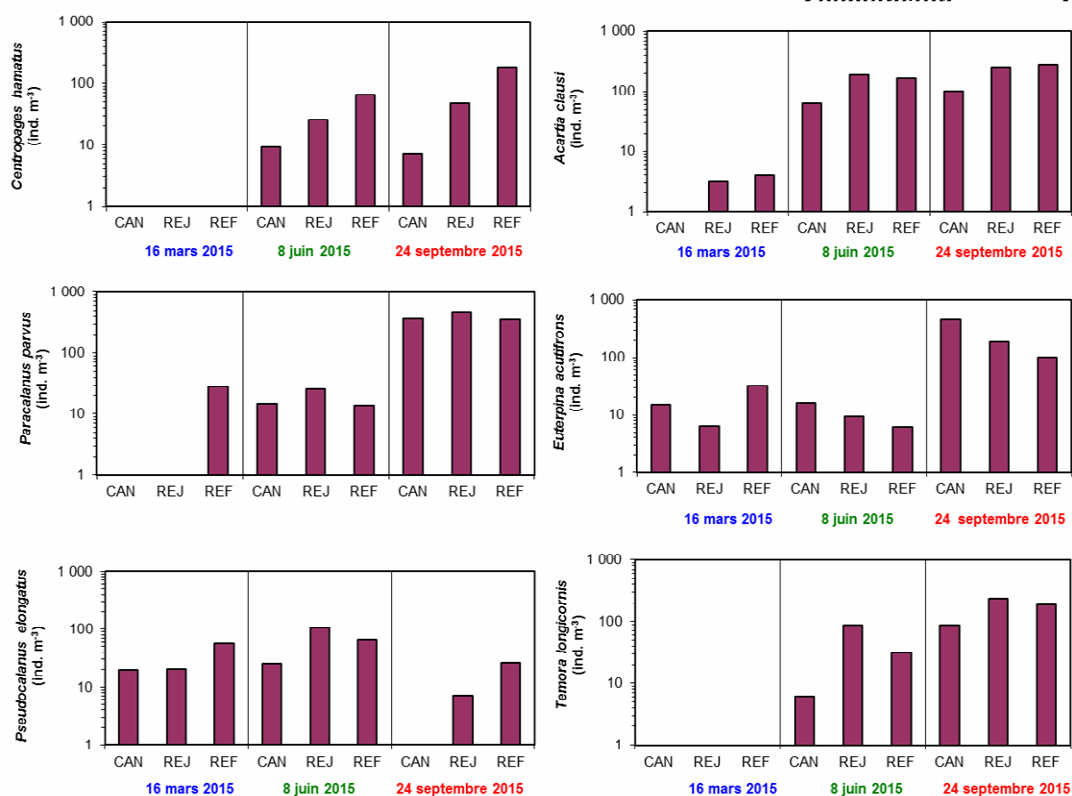 1 000
100
10
1
Centropages hamatus
(ind. m-3)
CAN REJ REF CAN REJ REF CAN REJ REF
16 mars 2015 8 juin 2015 24 septembre 2015
1 000
100
10
1
Acartia clausi
(ind. m-3)
CAN REJ REF CAN REJ REF CAN REJ REF
16 mars 2015 8 juin 2015 24 septembre 2015
1 000
100
10
1
Paracalanus parvus
(ind. m-3)
CAN REJ REF CAN REJ REF CAN REJ REF
1 000
100
10
1
Euterpina acutifrons
(ind. m-3)
CAN REJ REF CAN REJ REF CAN REJ REF
16 mars 2015 8 juin 2015 24 septembre 2015
1 000
100
10
1
Pseudocalanus elongatus
(ind. m-3)
CAN REJ REF CAN REJ REF CAN REJ REF
16 mars 2015 8 juin 2015 24 septembre 2015
1 000
100
10
1
Temora longicornis
(ind. m-3)
CAN REJ REF CAN REJ REF CAN REJ REF
16 mars 2015 8 juin 2015 24 septembre 2015